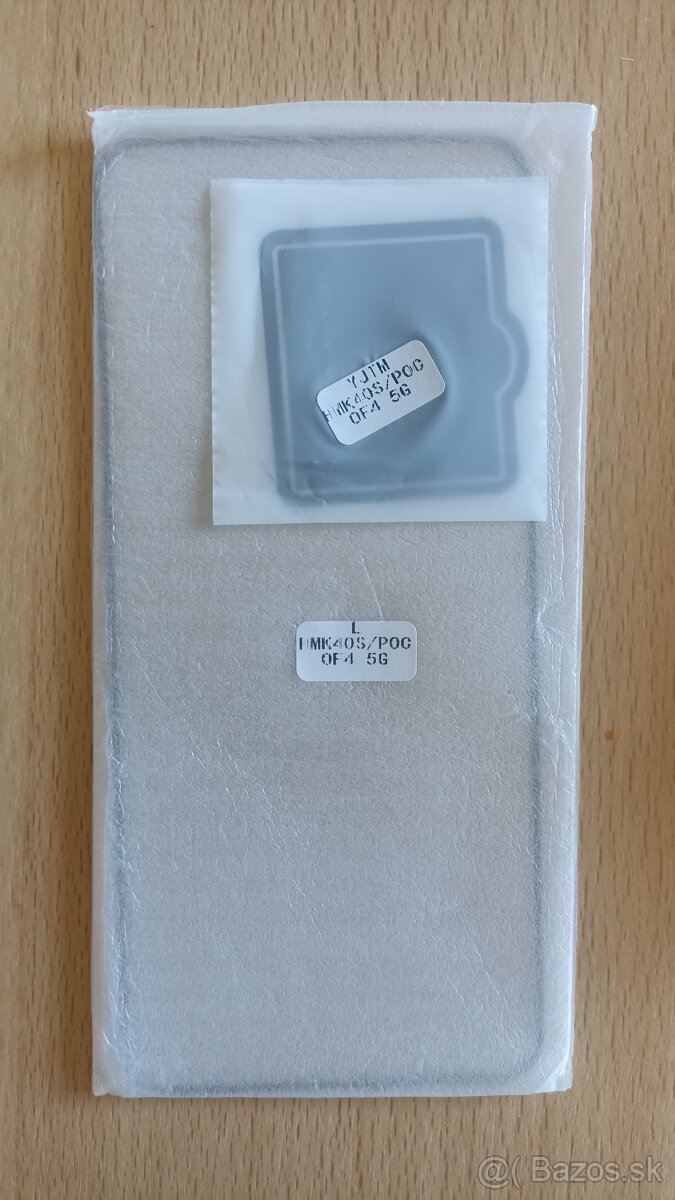 YJTM
HMK40S/POC
OF4 5G
L
HMK40S/POC
OF4 5G
@( Bazos.sk